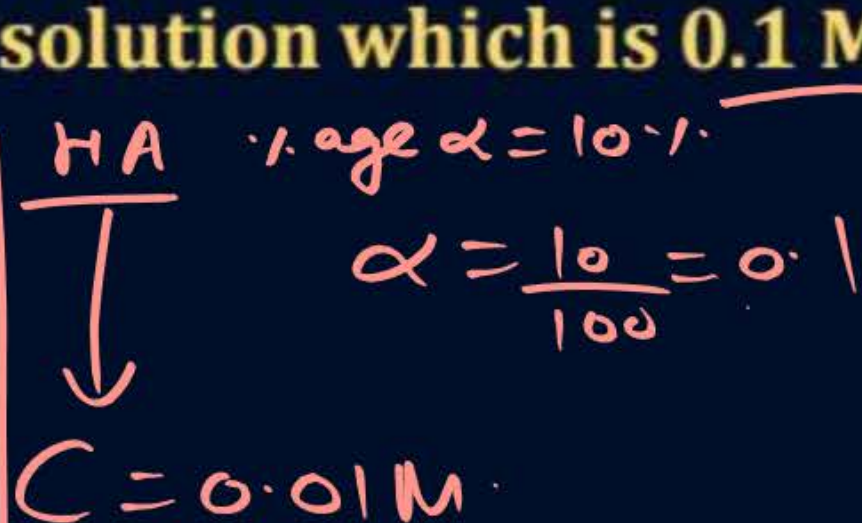 solution which is 0.1 M
HA %age α = 10%
α = 10/100 = 0.1
C = 0.01M.